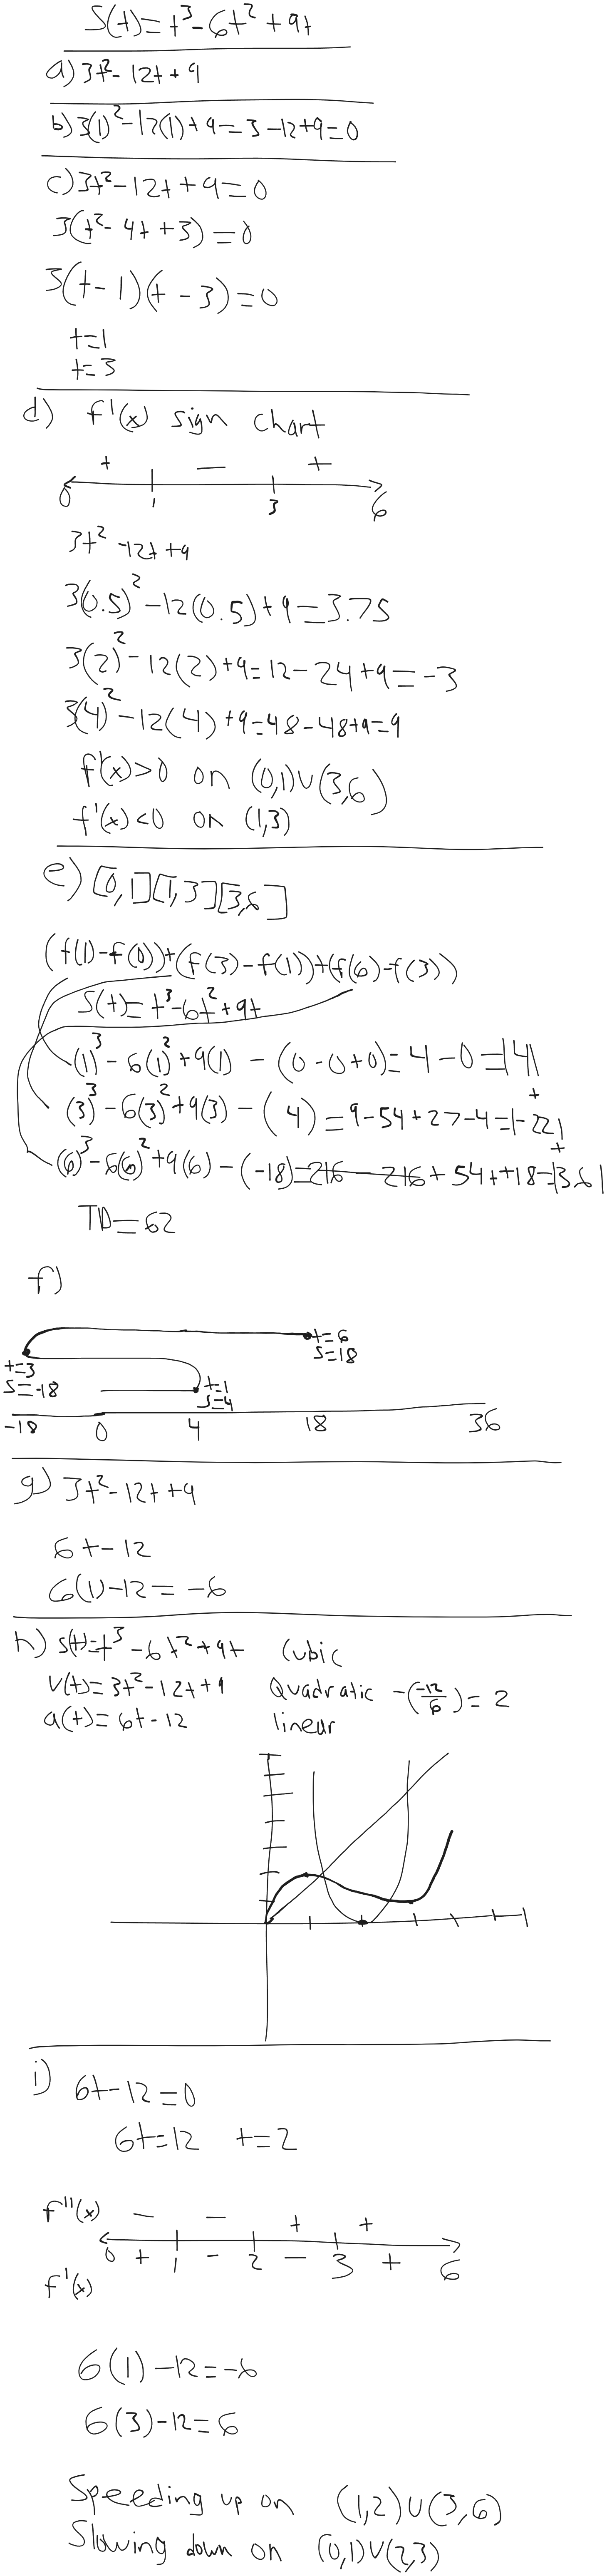 S(t)=t³-6t²+9t
a) 3t²-12t+9
b) 3(1)²-12(1)+9=3-12+9=0
c) 3t²-12t+9=0
3(t²-4t+3)=0
3(t-1)(t-3)=0
t=1
t=3
d) f'(x) sign chart
+ — +
0 1 3 6
3t²-12t+9
3(0.5)²-12(0.5)+9=3.75
3(2)²-12(2)+9=12-24+9=-3
3(4)²-12(4)+9=48-48+9=9
f'(x)>0 on (0,1)∪(3,6)
f'(x)<0 on (1,3)
e) [0,1][1,3][3,6]
(f(1)-f(0))+(f(3)-f(1))+(f(6)-f(3))
S(t)=t³-6t²+9t
(1)³-6(1)²+9(1)-(0-0+0)=4-0=|4|
+
(3)³-6(3)²+9(3)-(4)=9-54+27-4=|-22|
+
(6)³-6(6)²+9(6)-(-18)=216-216+54++18=|36|
TD=62
f)
t=6
s=18
t=3
s=-18
t=1
s=4
-18 0 4 18 36
g) 3t²-12t+9
6t-12
6(1)-12=-6
h) s(t)=t³-6t²+9t Cubic
v(t)=3t²-12t+9 Quadratic -(-12/6)=2
a(t)=6t-12 linear
i) 6t-12=0
6t=12 t=2
f''(x) — — + +
0 + 1 - 2 - 3 + 6
f'(x)
6(1)-12=-6
6(3)-12=6
Speeding up on (1,2)∪(3,6)
Slowing down on (0,1)∪(2,3)